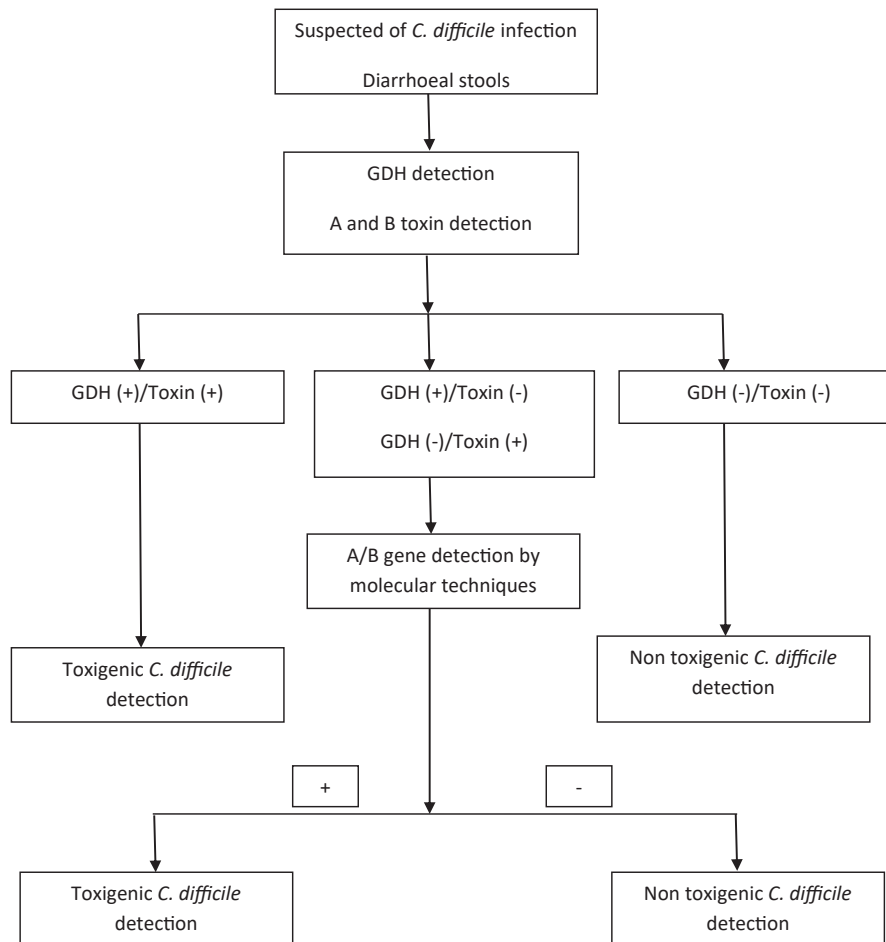 Suspected of C. difficile infection
Diarrhoeal stools
GDH detection
A and B toxin detection
GDH (+)/Toxin (+)
GDH (+)/Toxin (-)
GDH (-)/Toxin (+)
GDH (-)/Toxin (-)
A/B gene detection by
molecular techniques
Toxigenic C. difficile
detection
Non toxigenic C. difficile
detection
+
-
Toxigenic C. difficile
detection
Non toxigenic C. difficile
detection